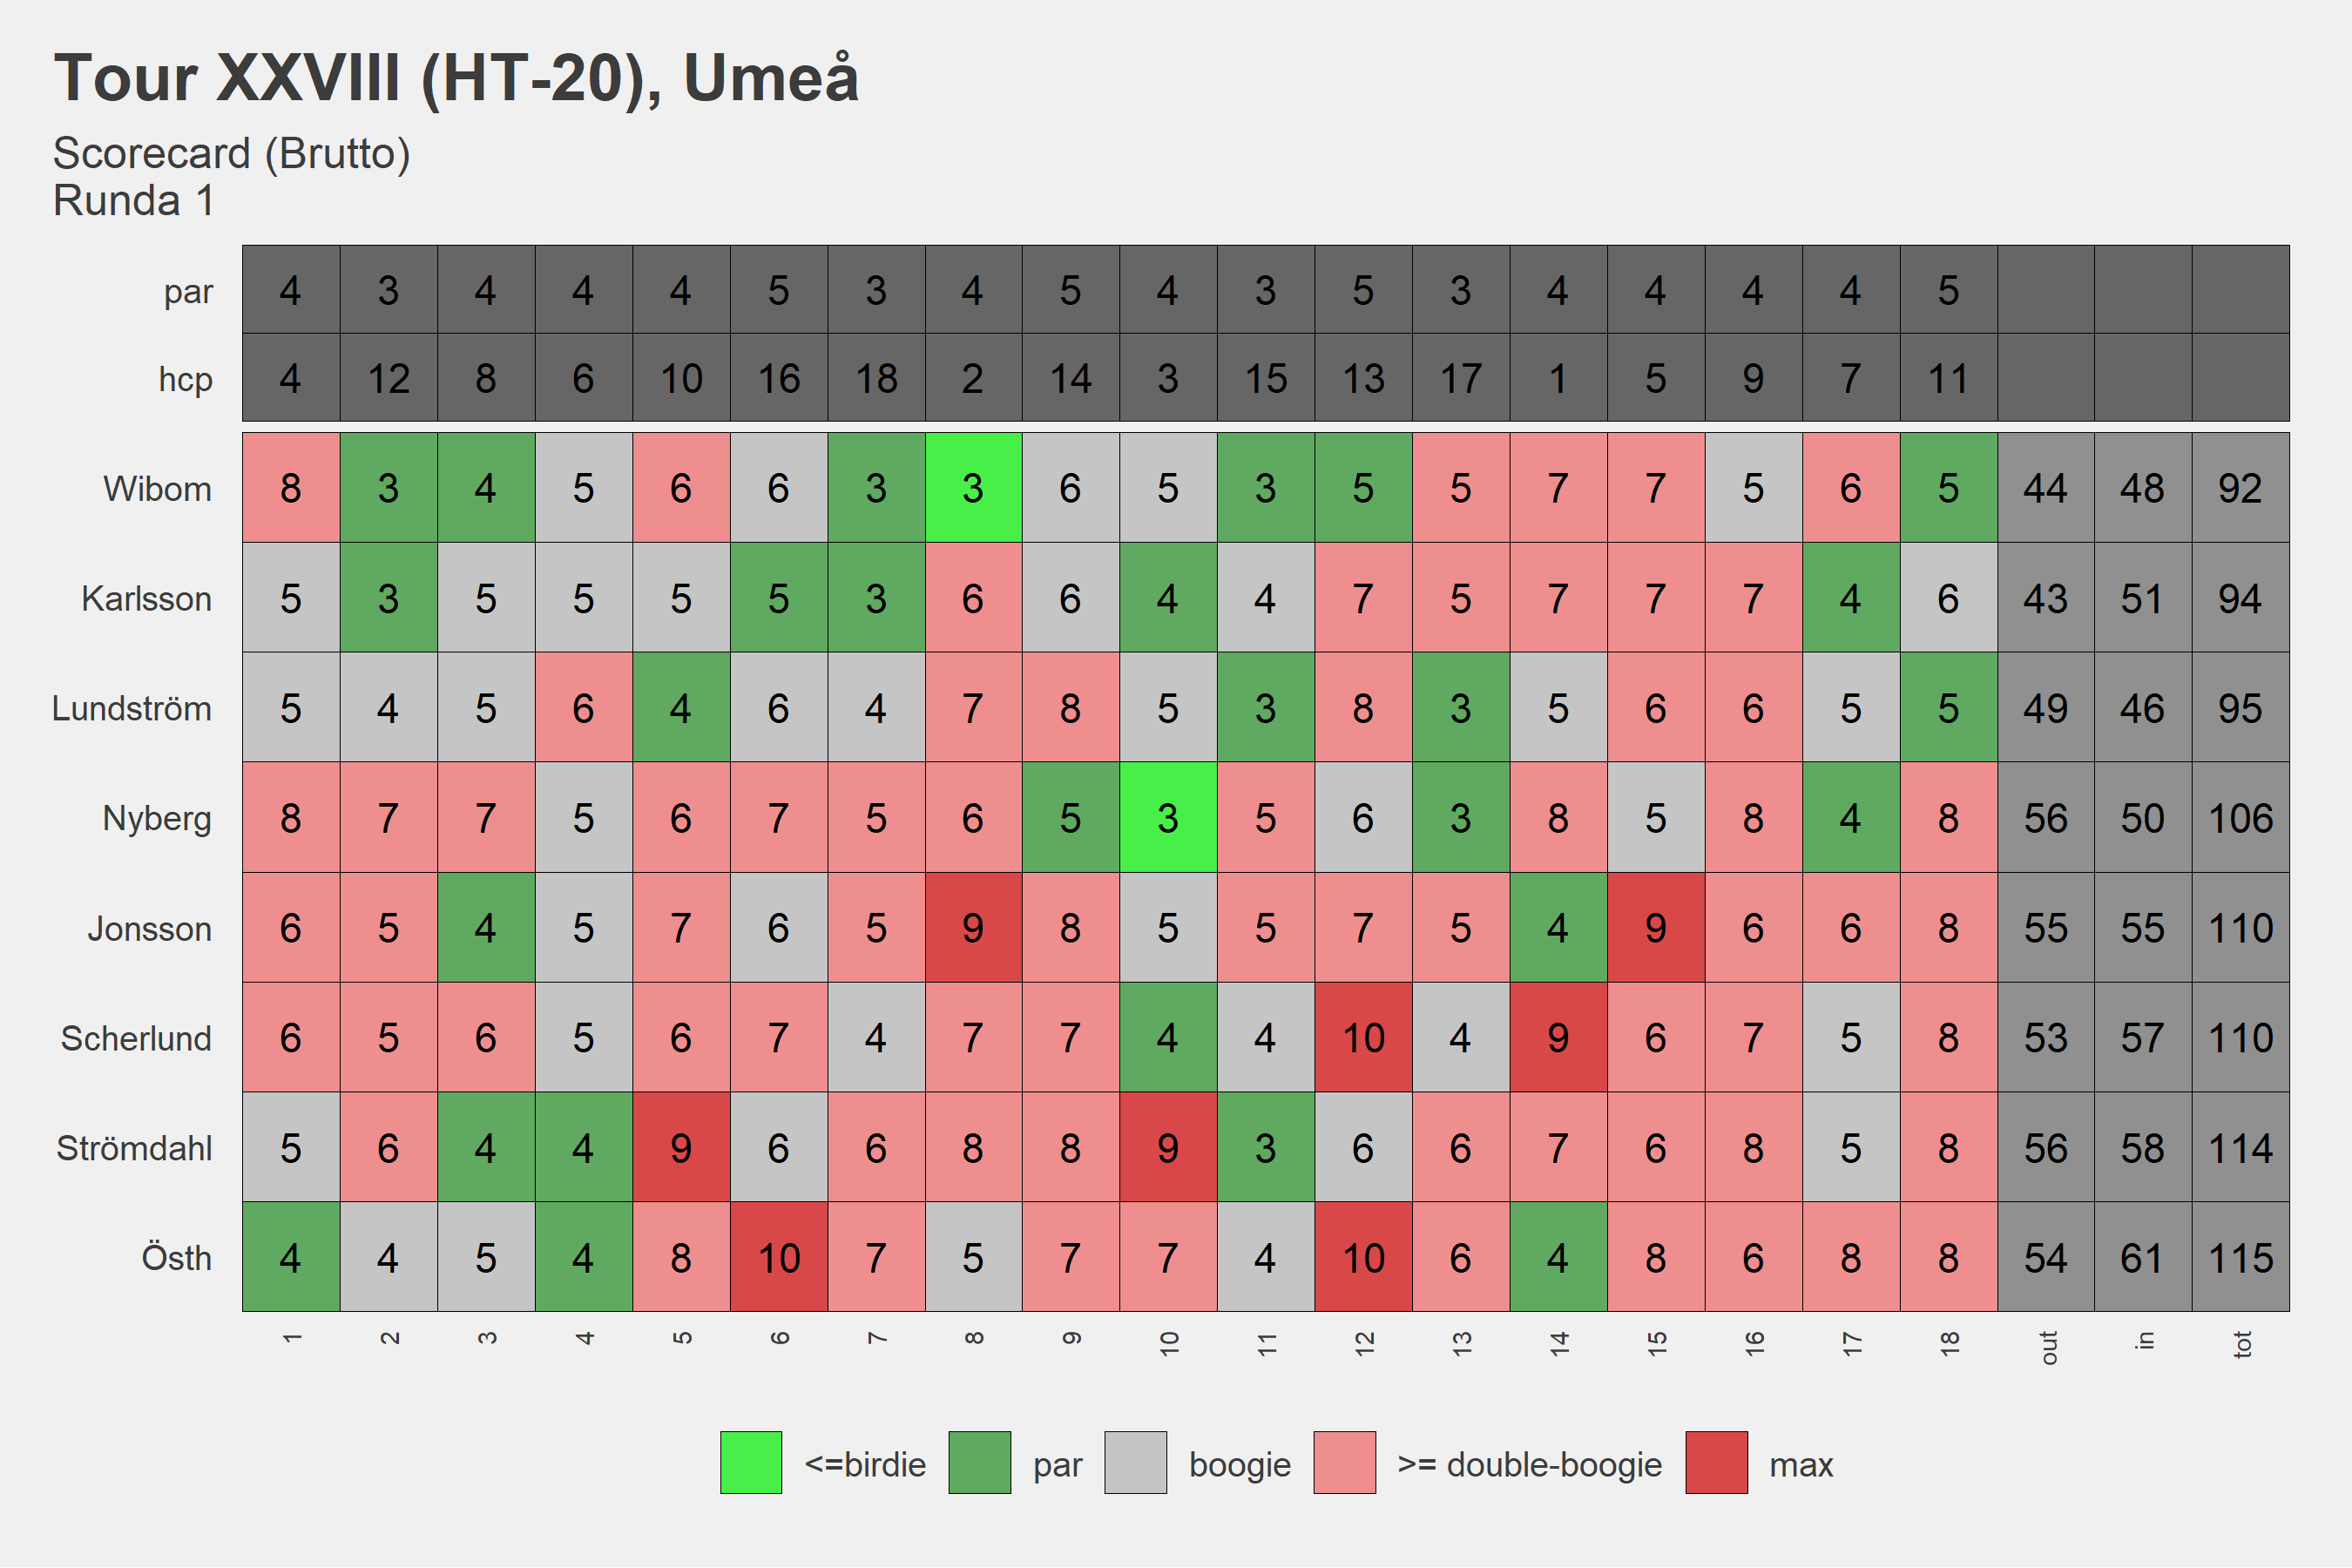 Tour XXVIII (HT-20), Umeå
Scorecard (Brutto)
Runda 1
par 4 3 4 4 4 5 3 4 5 4 3 5 3 4 4 4 4 5
hcp 4 12 8 6 10 16 18 2 14 3 15 13 17 1 5 9 7 11
Wibom 8 3 4 5 6 6 3 3 6 5 3 5 5 7 7 5 6 5 44 48 92
Karlsson 5 3 5 5 5 5 3 6 6 4 4 7 5 7 7 7 4 6 43 51 94
Lundström 5 4 5 6 4 6 4 7 8 5 3 8 3 5 6 6 5 5 49 46 95
Nyberg 8 7 7 5 6 7 5 6 5 3 5 6 3 8 5 8 4 8 56 50 106
Jonsson 6 5 4 5 7 6 5 9 8 5 5 7 5 4 9 6 6 8 55 55 110
Scherlund 6 5 6 5 6 7 4 7 7 4 4 10 4 9 6 7 5 8 53 57 110
Strömdahl 5 6 4 4 9 6 6 8 8 9 3 6 6 7 6 8 5 8 56 58 114
Östh 4 4 5 4 8 10 7 5 7 7 4 10 6 4 8 6 8 8 54 61 115
1 2 3 4 5 6 7 8 9 10 11 12 13 14 15 16 17 18 out in tot
<=birdie par boogie >= double-boogie max